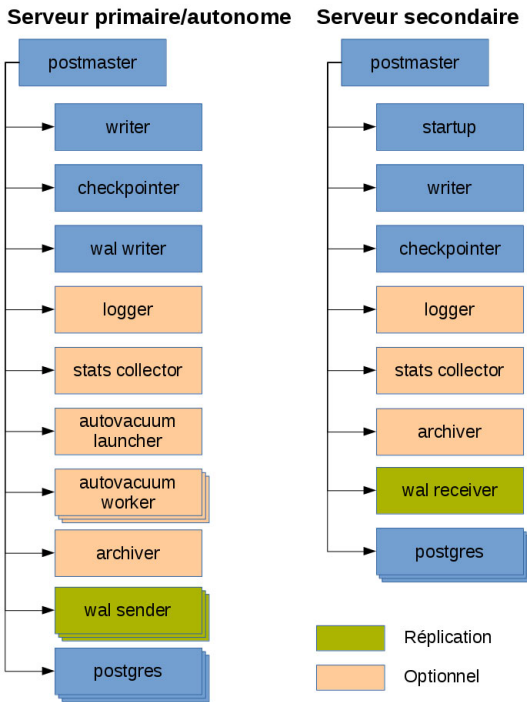 Serveur primaire/autonome
postmaster
writer
checkpointer
wal writer
logger
stats collector
autovacuum
launcher
autovacuum
worker
archiver
wal sender
postgres
Serveur secondaire
postmaster
startup
writer
checkpointer
logger
stats collector
archiver
wal receiver
postgres
Réplication
Optionnel